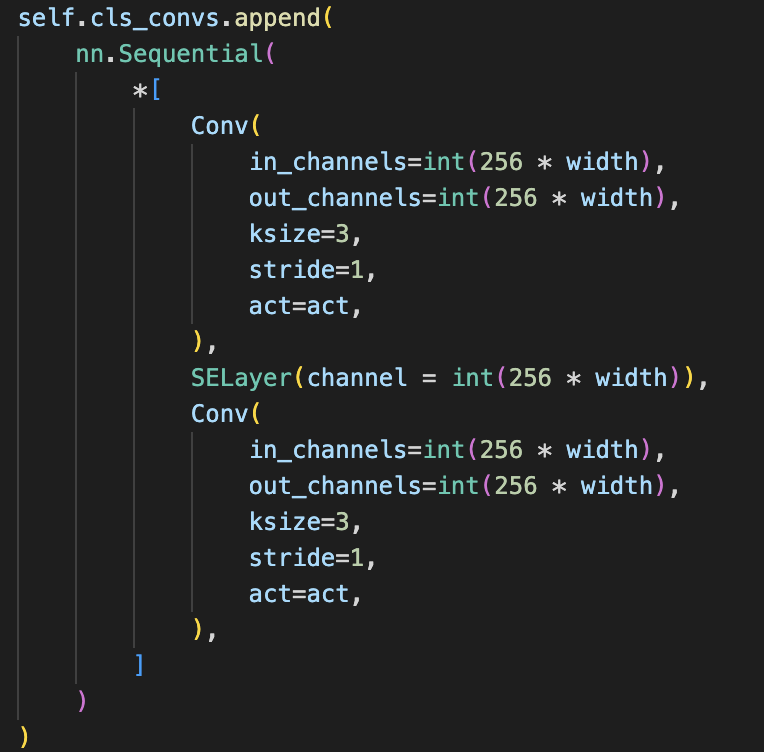 self.cls_convs.append(
    nn.Sequential(
        *[
            Conv(
                in_channels=int(256 * width),
                out_channels=int(256 * width),
                ksize=3,
                stride=1,
                act=act,
            ),
            SELayer(channel = int(256 * width)),
            Conv(
                in_channels=int(256 * width),
                out_channels=int(256 * width),
                ksize=3,
                stride=1,
                act=act,
            ),
        ]
    )
)